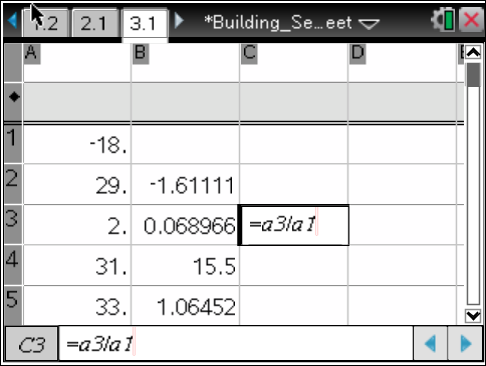 1.2 2.1 3.1 *Building_Se...eet
A B C D E
◆
1 -18.
2 29. -1.61111
3 2. 0.068966 =a3/a1
4 31. 15.5
5 33. 1.06452
C3 =a3/a1